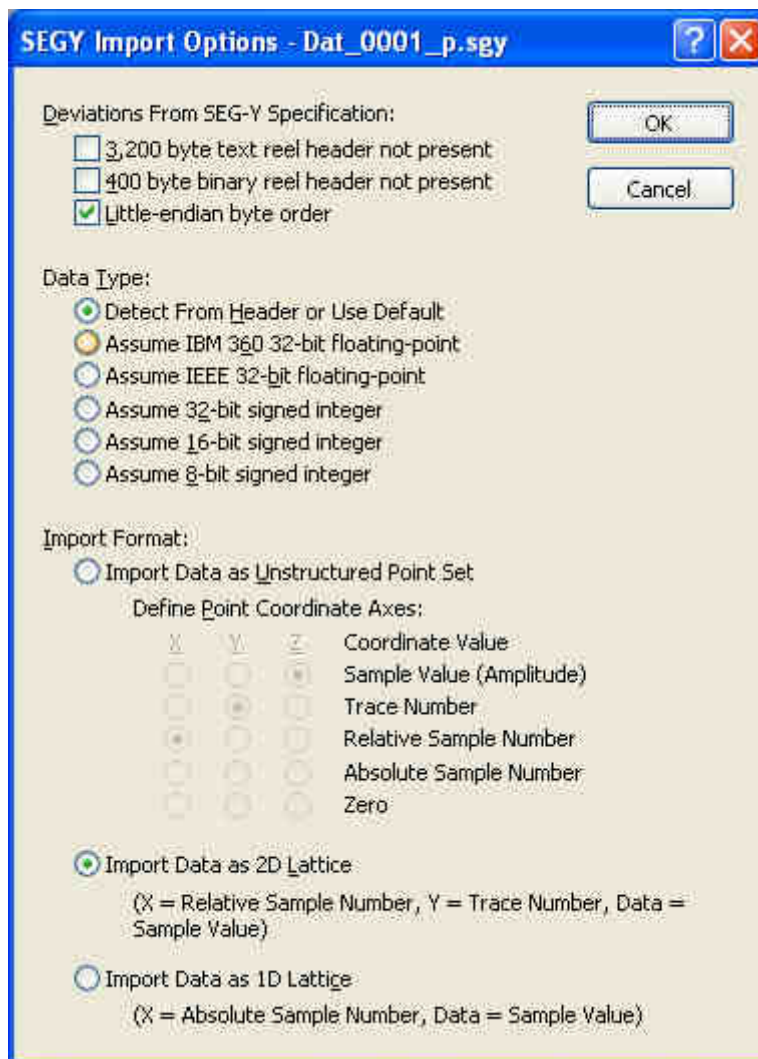 SEGY Import Options - Dat_0001_p.sgy
Deviations From SEG-Y Specification:
OK
3,200 byte text reel header not present
400 byte binary reel header not present
Cancel
Little-endian byte order
Data Type:
Detect From Header or Use Default
Assume IBM 360 32-bit floating-point
Assume IEEE 32-bit floating-point
Assume 32-bit signed integer
Assume 16-bit signed integer
Assume 8-bit signed integer
Import Format:
Import Data as Unstructured Point Set
Define Point Coordinate Axes:
X Y Z Coordinate Value
Sample Value (Amplitude)
Trace Number
Relative Sample Number
Absolute Sample Number
Zero
Import Data as 2D Lattice
(X = Relative Sample Number, Y = Trace Number, Data =
Sample Value)
Import Data as 1D Lattice
(X = Absolute Sample Number, Data = Sample Value)